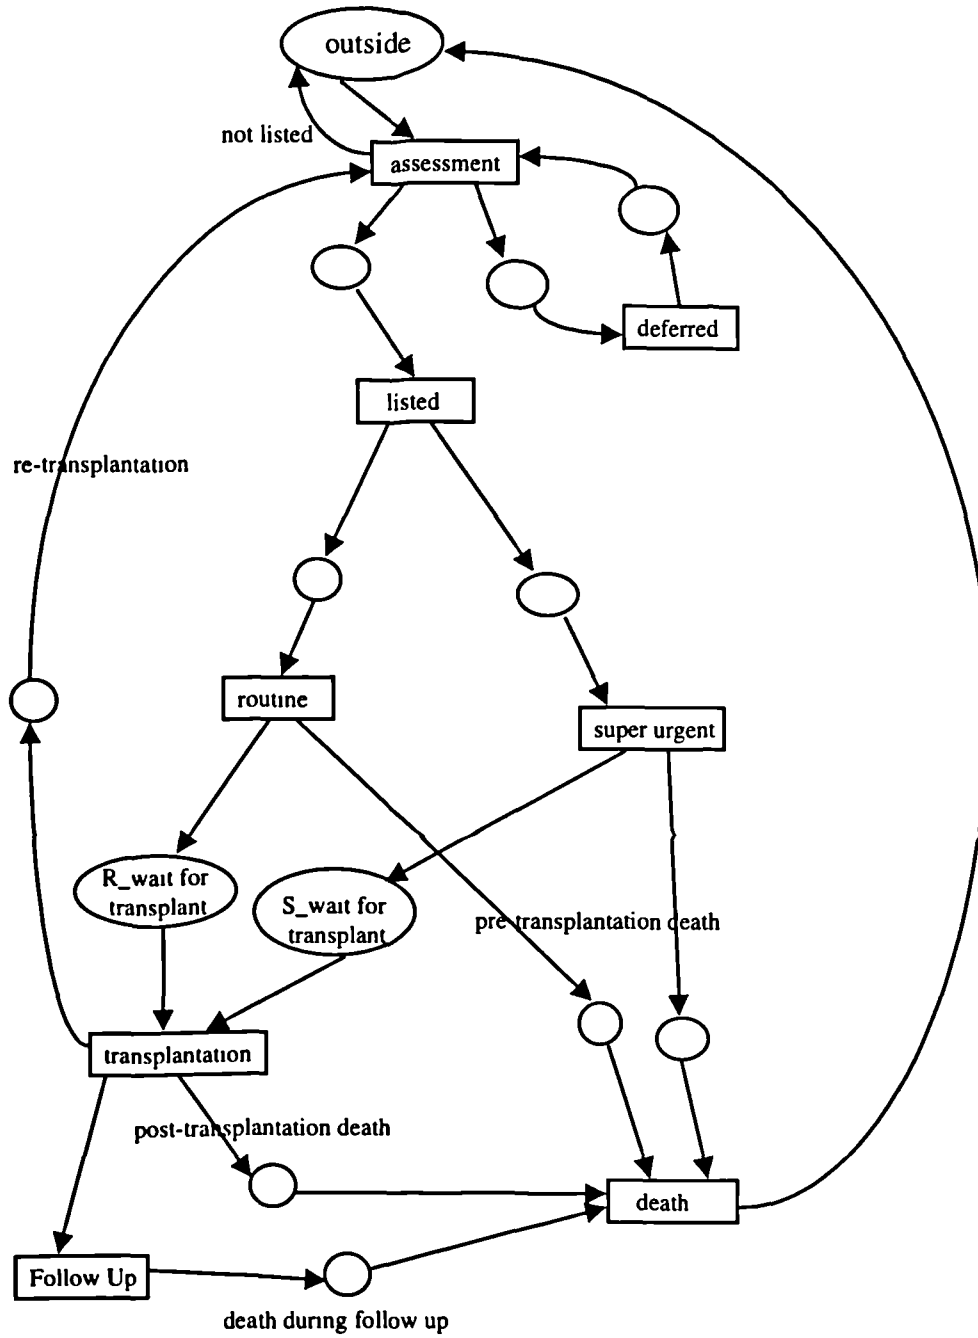 outside
not listed
assessment
deferred
listed
re-transplantation
routine
super urgent
R_wait for
transplant
S_wait for
transplant
pre-transplantation death
transplantation
post-transplantation death
death
Follow Up
death during follow up